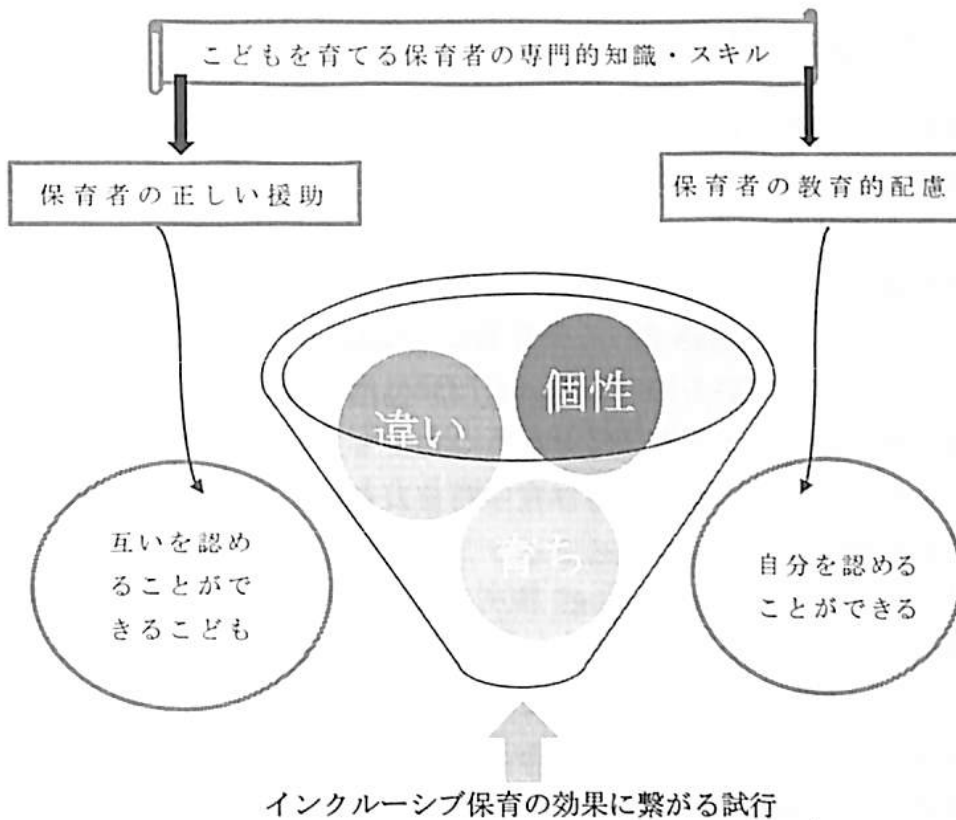 こどもを育てる保育者の専門的知識・スキル
保育者の正しい援助
保育者の教育的配慮
違い
個性
育ち
互いを認め
ることがで
きるこども
自分を認める
ことができる
インクルーシブ保育の効果に繋がる試行